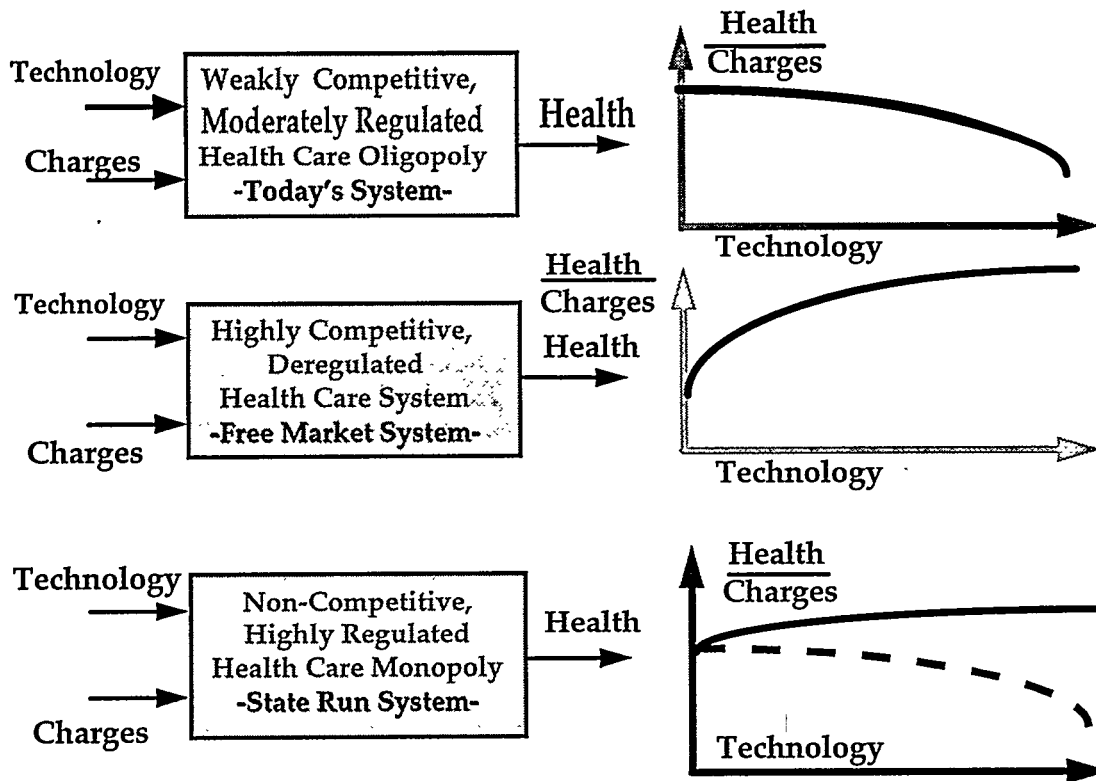 Technology
Charges
Weakly Competitive,
Moderately Regulated
Health Care Oligopoly
-Today's System-
Health
Health
Charges
Technology
Technology
Charges
Highly Competitive,
Deregulated
Health Care System
-Free Market System-
Health
Health
Charges
Technology
Technology
Charges
Non-Competitive,
Highly Regulated
Health Care Monopoly
-State Run System-
Health
Health
Charges
Technology